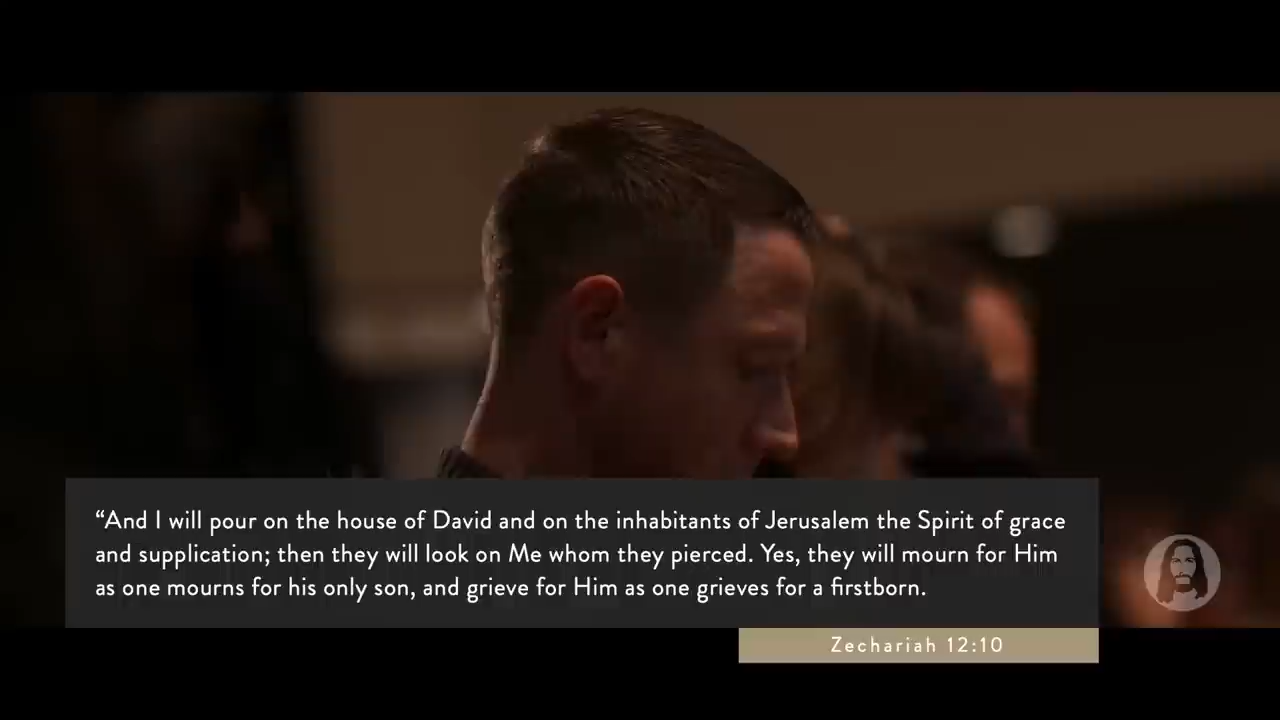 “And I will pour on the house of David and on the inhabitants of Jerusalem the Spirit of grace
and supplication; then they will look on Me whom they pierced. Yes, they will mourn for Him
as one mourns for his only son, and grieve for Him as one grieves for a firstborn.
Zechariah 12:10